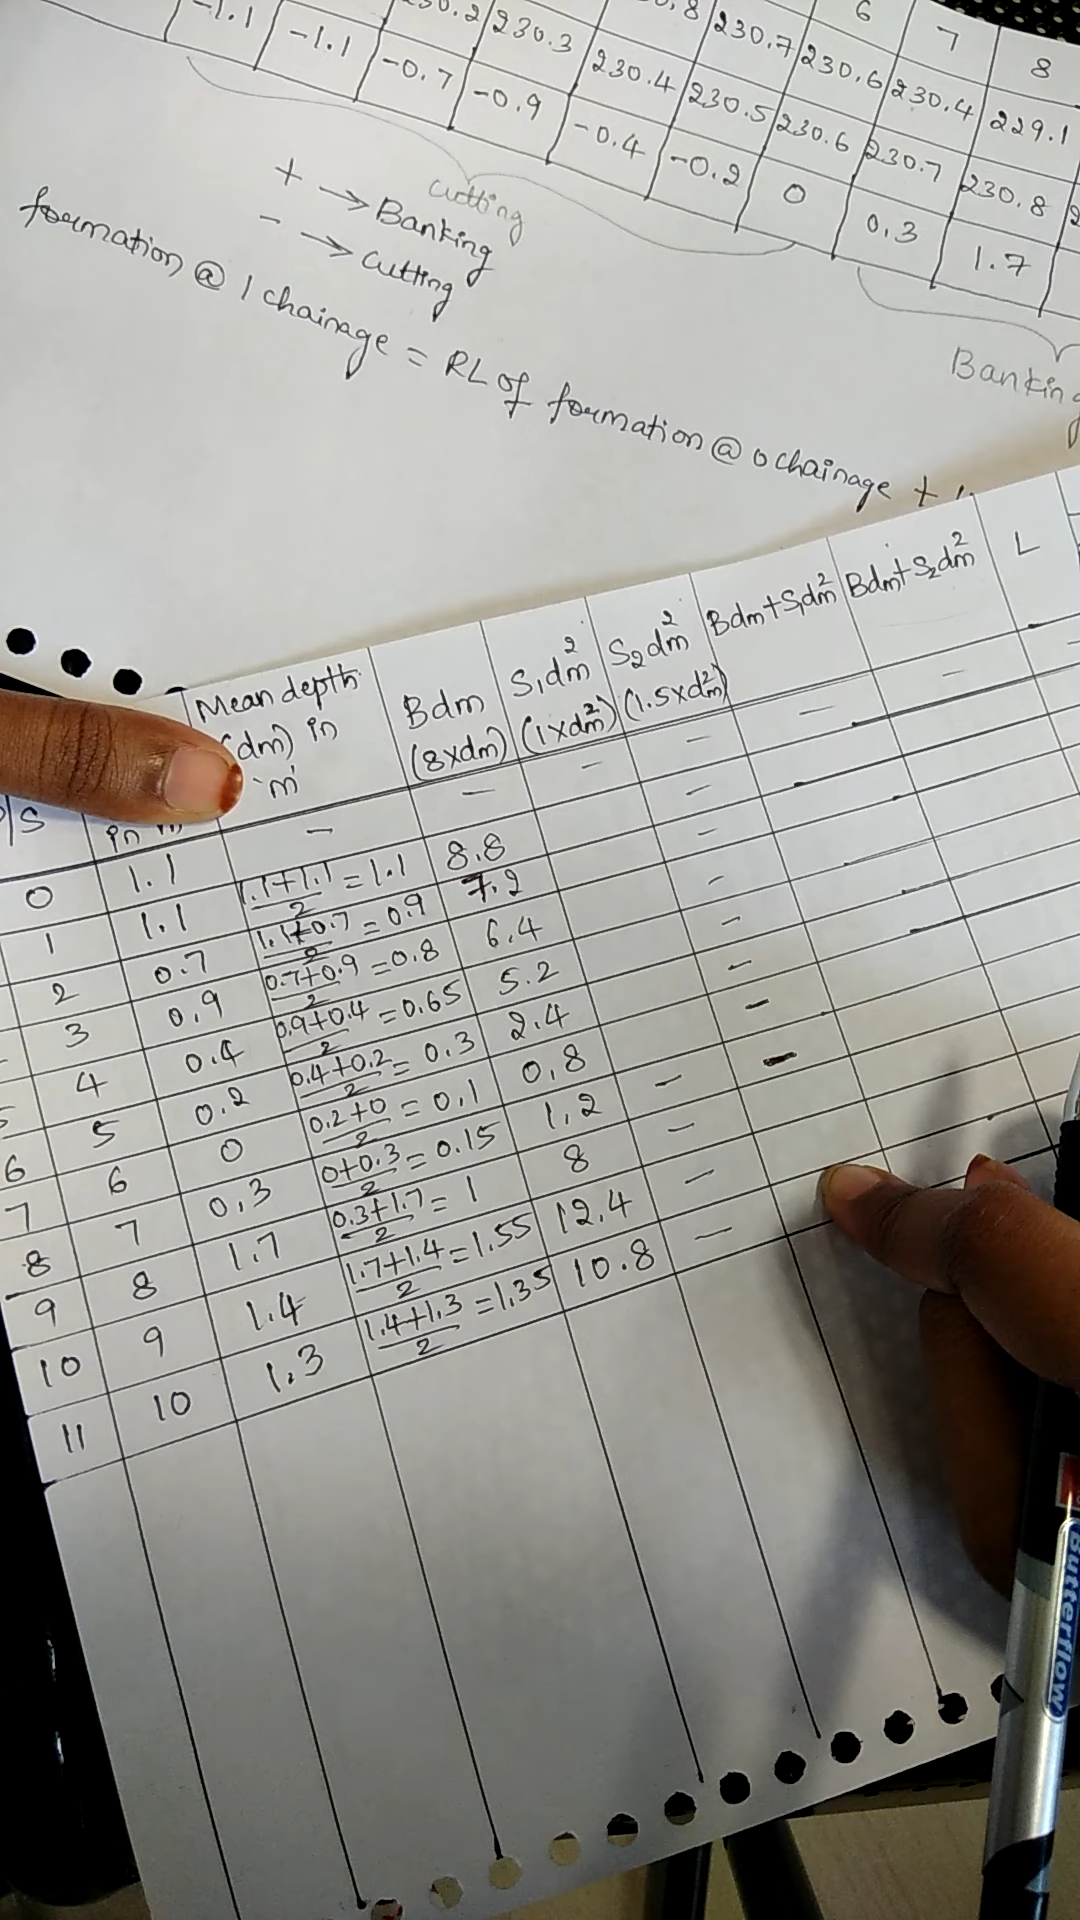 6 7 8
230.3 230.4 230.5 230.6 230.7 230.8
230.7 230.6 230.4 229.1
-1.1 -1.1 -0.7 -0.9 -0.4 -0.2 0 0.3 1.7
cutting
+ → Banking
- → cutting
Banking
formation @ 1 chainage = RL of formation @ 0 chainage +
Mean depth (dm) in 'm' Bdm (8xdm) S₁dm² (1xdm²) S₂dm² (1.5xdm²) Bdm+S₁dm² Bdm+S₂dm² L
0 1.1 - - - - - -
1 1.1 1.1+1.1/2 = 1.1 8.8 -
2 0.7 1.1+0.7/2 = 0.9 7.2 -
3 0.9 0.7+0.9/2 = 0.8 6.4 -
4 0.4 0.9+0.4/2 = 0.65 5.2 -
5 0.2 0.4+0.2/2 = 0.3 2.4 -
6 6 0 0.2+0/2 = 0.1 0.8 -
7 7 0.3 0+0.3/2 = 0.15 1.2 -
8 8 1.7 0.3+1.7/2 = 1 8 -
9 9 1.4 1.7+1.4/2 = 1.55 12.4 -
10 10 1.3 1.4+1.3/2 = 1.35 10.8 -
11
Butterflow